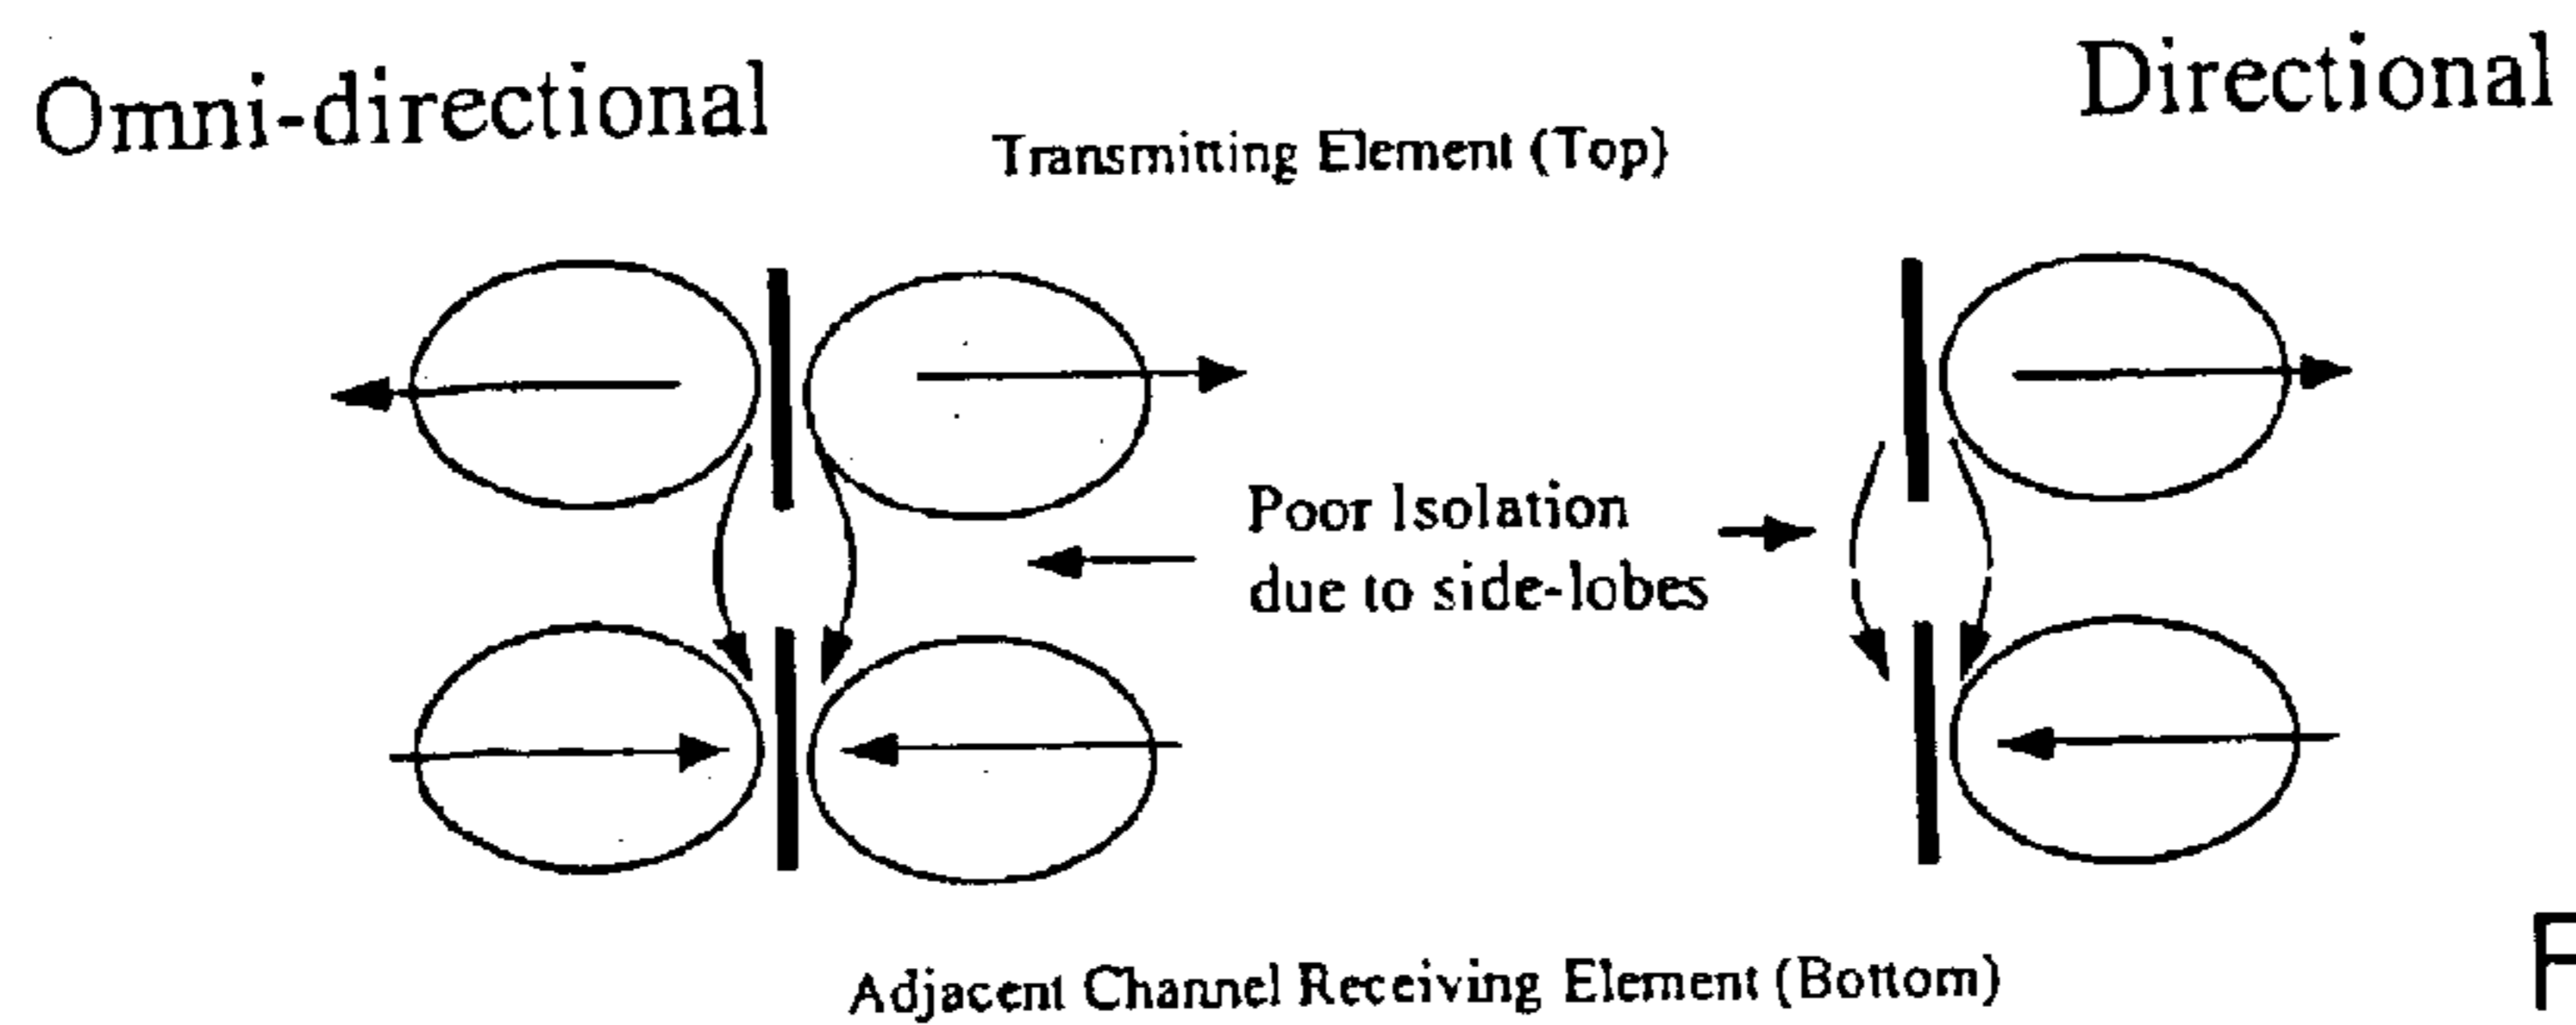 Omni-directional
Directional
Transmitting Element (Top)
Poor Isolation
due to side-lobes
Adjacent Channel Receiving Element (Bottom)
F